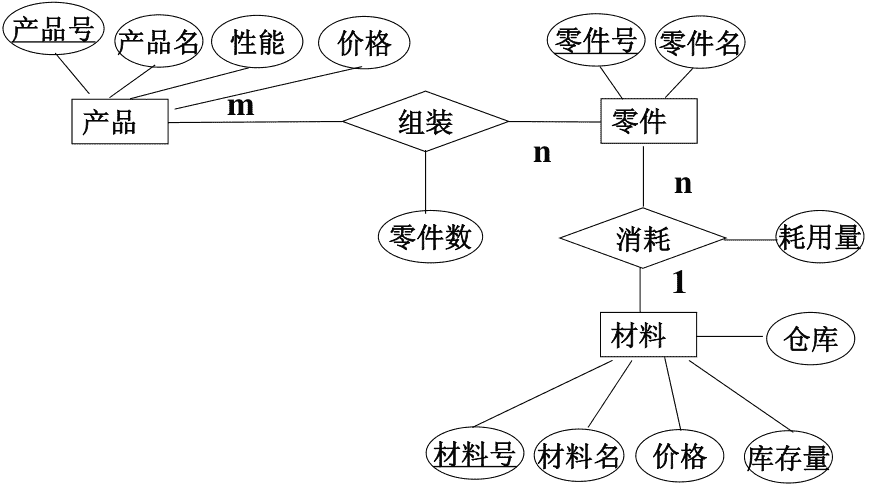 产品号
产品名
性能
价格
零件号
零件名
产品
m
组装
n
零件
n
零件数
消耗
耗用量
1
材料
仓库
材料号
材料名
价格
库存量